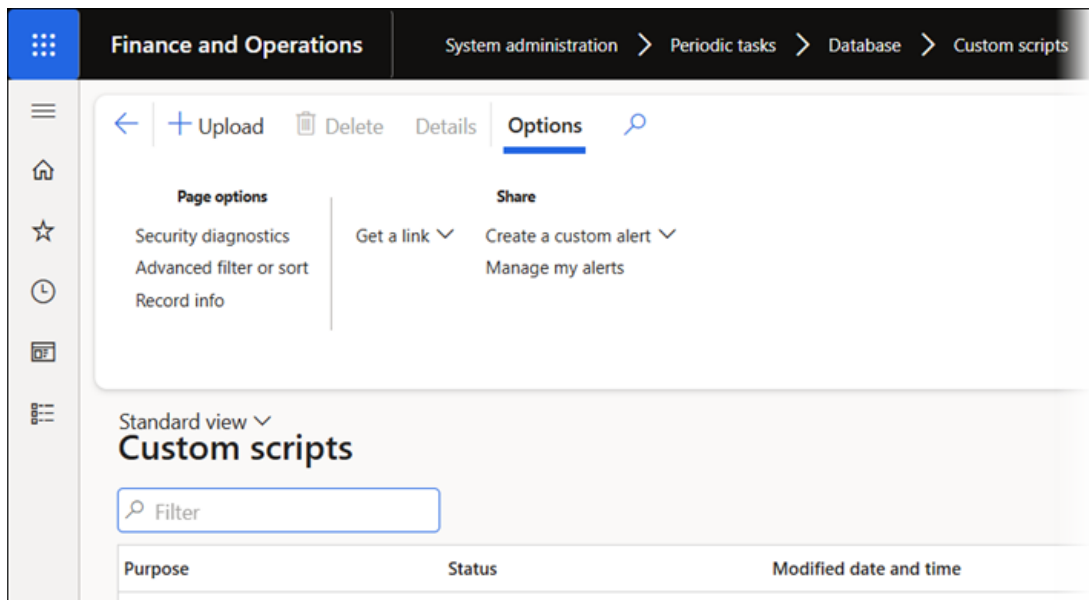 Finance and Operations
System administration > Periodic tasks > Database > Custom scripts
+ Upload Delete Details Options
Page options Share
Security diagnostics Get a link Create a custom alert
Advanced filter or sort Manage my alerts
Record info
Standard view
Custom scripts
Filter
Purpose Status Modified date and time